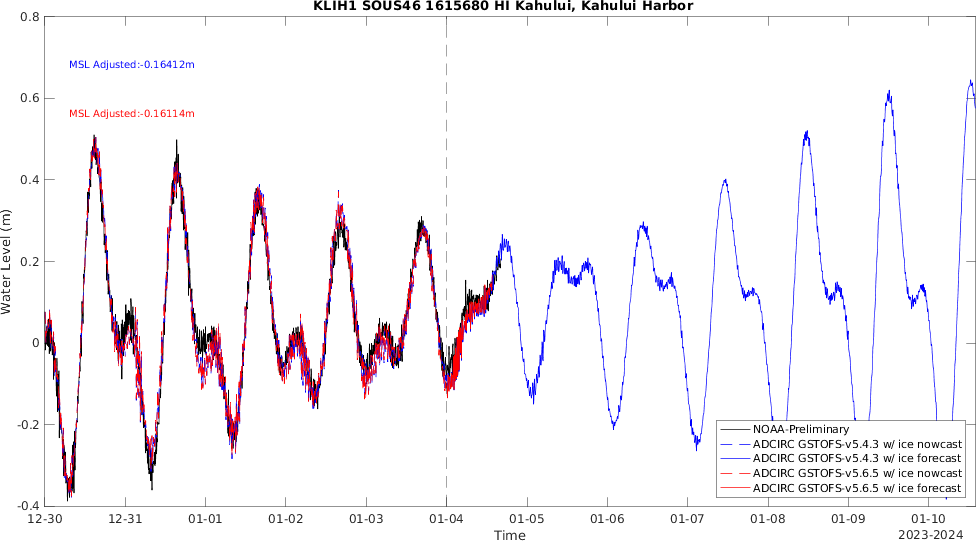 KLIH1 SOUS46 1615680 HI Kahului, Kahului Harbor
MSL Adjusted:-0.16412m
MSL Adjusted:-0.16114m
Water Level (m)
0.8
0.6
0.4
0.2
0
-0.2
-0.4
NOAA-Preliminary
ADCIRC GSTOFS-v5.4.3 w/ ice nowcast
ADCIRC GSTOFS-v5.4.3 w/ ice forecast
ADCIRC GSTOFS-v5.6.5 w/ ice nowcast
ADCIRC GSTOFS-v5.6.5 w/ ice forecast
12-30 12-31 01-01 01-02 01-03 01-04 01-05 01-06 01-07 01-08 01-09 01-10
Time
2023-2024